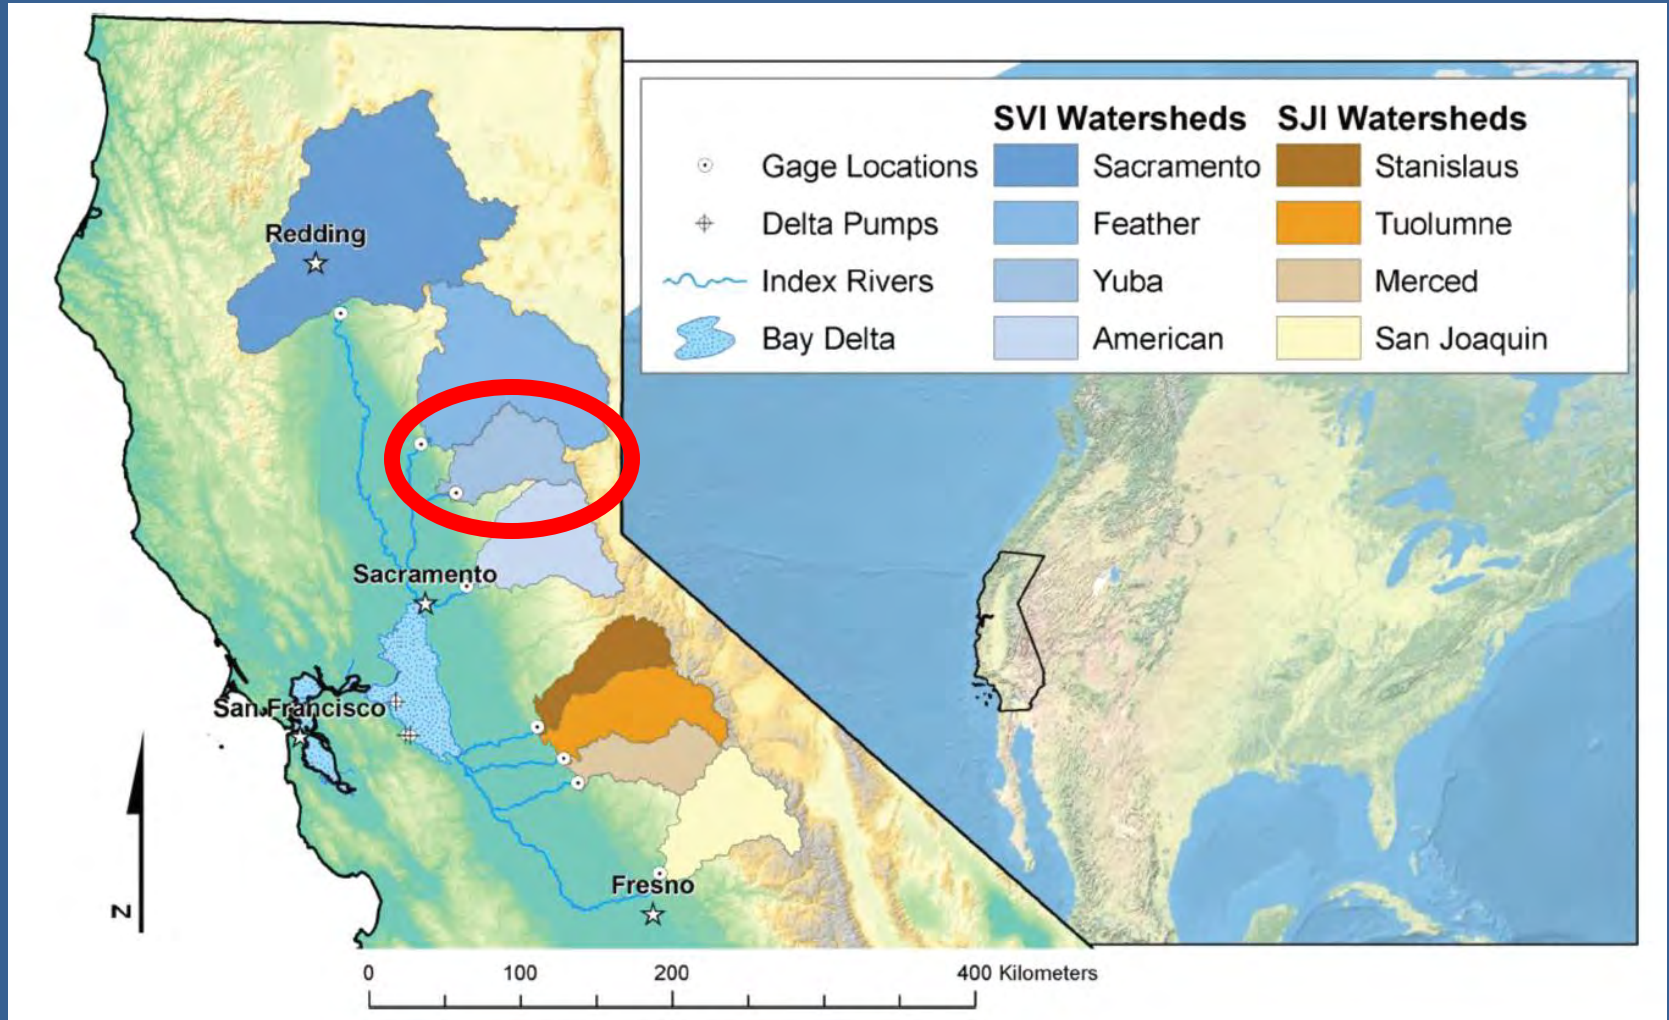 SVI Watersheds SJI Watersheds
Gage Locations Sacramento Stanislaus
Delta Pumps Feather Tuolumne
Index Rivers Yuba Merced
Bay Delta American San Joaquin
Redding
Sacramento
San Francisco
Fresno
N
0 100 200 400 Kilometers